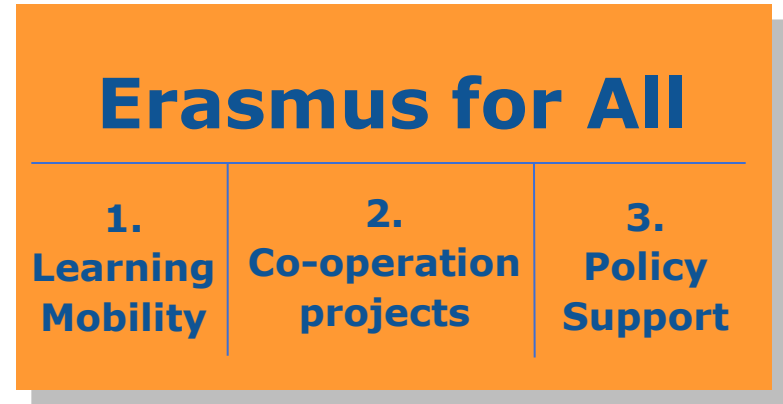 Erasmus for All
1.
Learning
Mobility
2.
Co-operation
projects
3.
Policy
Support